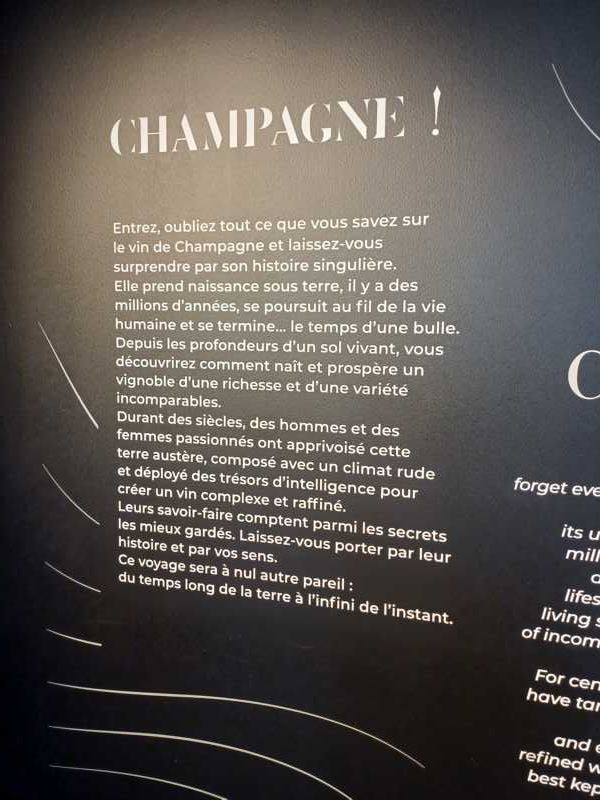 CHAMPAGNE !
Entrez, oubliez tout ce que vous savez sur
le vin de Champagne et laissez-vous
surprendre par son histoire singulière.
Elle prend naissance sous terre, il y a des
millions d'années, se poursuit au fil de la vie
humaine et se termine... le temps d'une bulle.
Depuis les profondeurs d'un sol vivant, vous
découvrirez comment naît et prospère un
vignoble d'une richesse et d'une variété
incomparables.
Durant des siècles, des hommes et des
femmes passionnés ont apprivoisé cette
terre austère, composé avec un climat rude
et déployé des trésors d'intelligence pour
créer un vin complexe et raffiné.
Leurs savoir-faire comptent parmi les secrets
les mieux gardés. Laissez-vous porter par leur
histoire et par vos sens.
Ce voyage sera à nul autre pareil :
du temps long de la terre à l'infini de l'instant.
C
forget eve
its u
mill
lifes
living s
of incom
For cen
have tar
and e
refined w
best kep